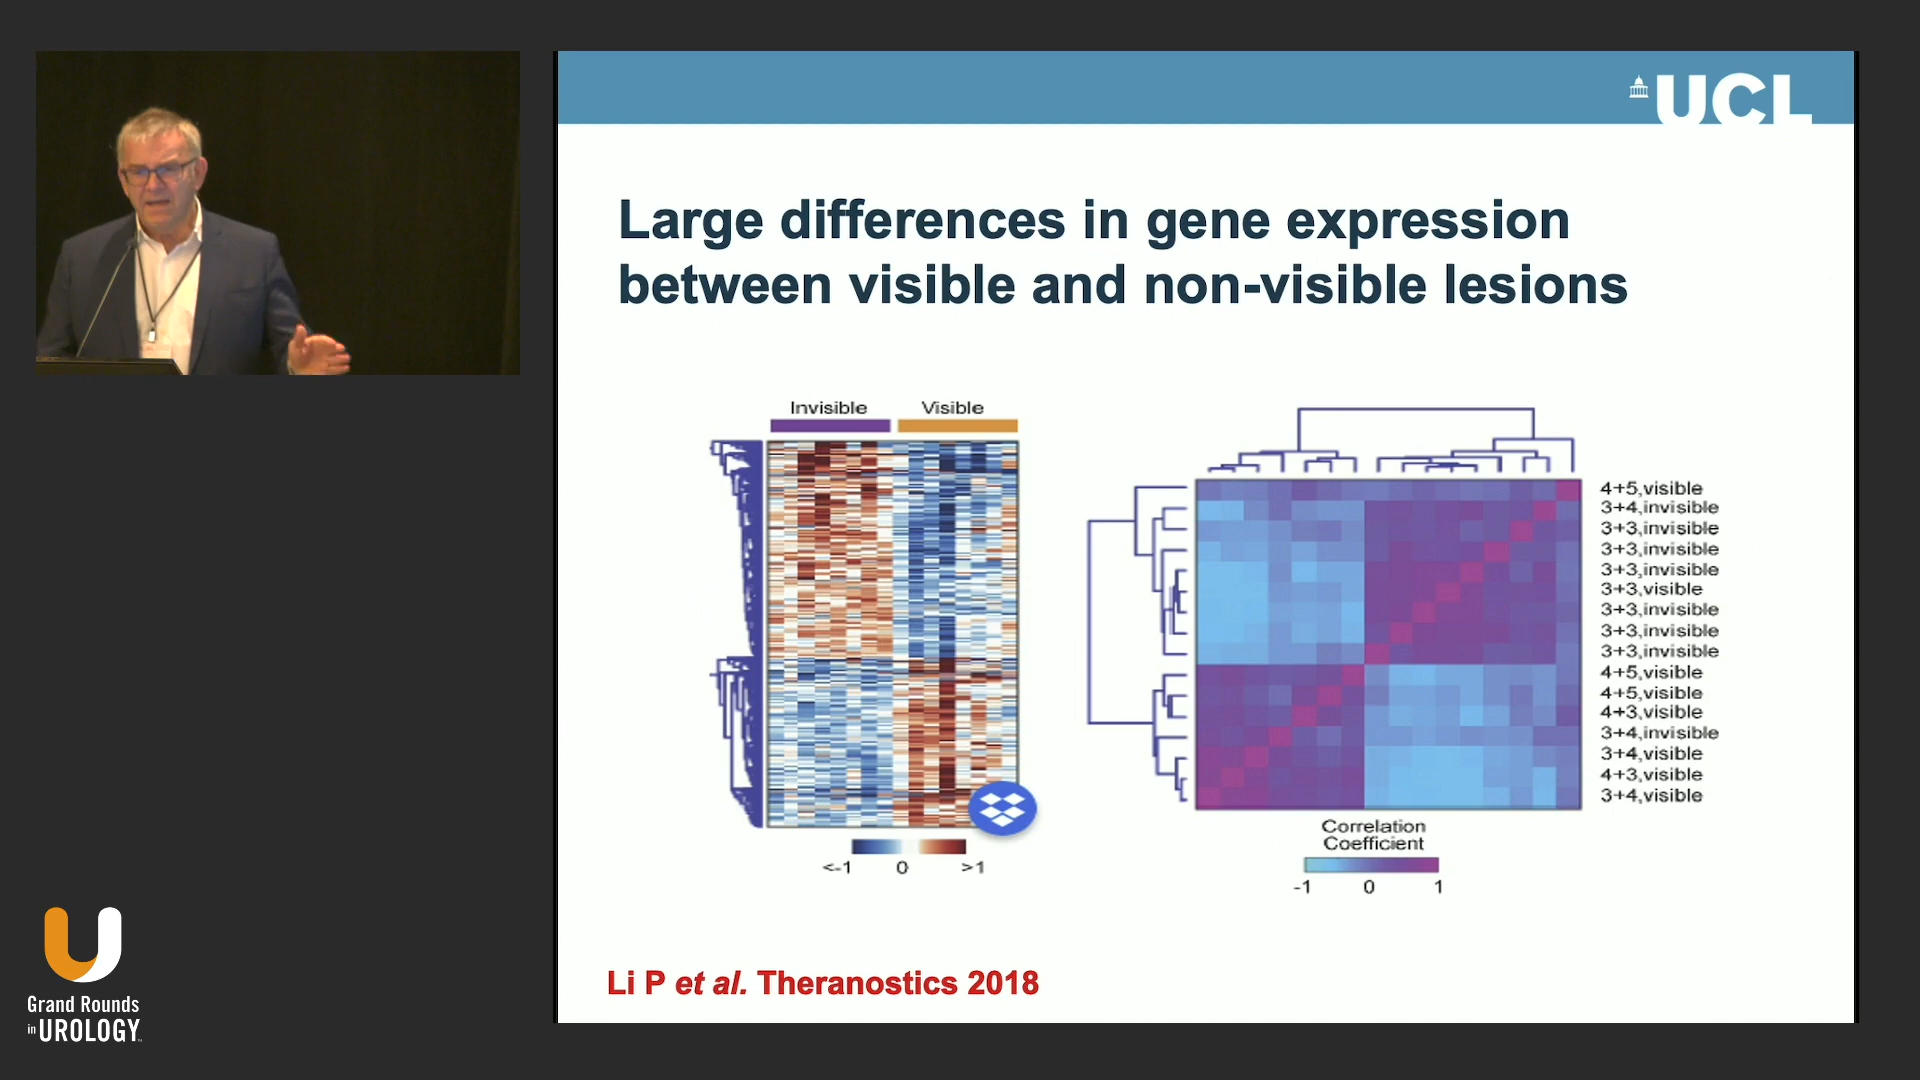 UCL
Large differences in gene expression
between visible and non-visible lesions
Invisible
Visible
<-1 0 >1
4+5,visible
3+4,invisible
3+3,invisible
3+3,invisible
3+3,invisible
3+3,visible
3+3,invisible
3+3,invisible
3+3,invisible
4+5,visible
4+5,visible
4+3,visible
3+4,invisible
3+4,visible
4+3,visible
3+4,visible
Correlation
Coefficient
-1 0 1
Li P et al. Theranostics 2018
Grand Rounds
in UROLOGY